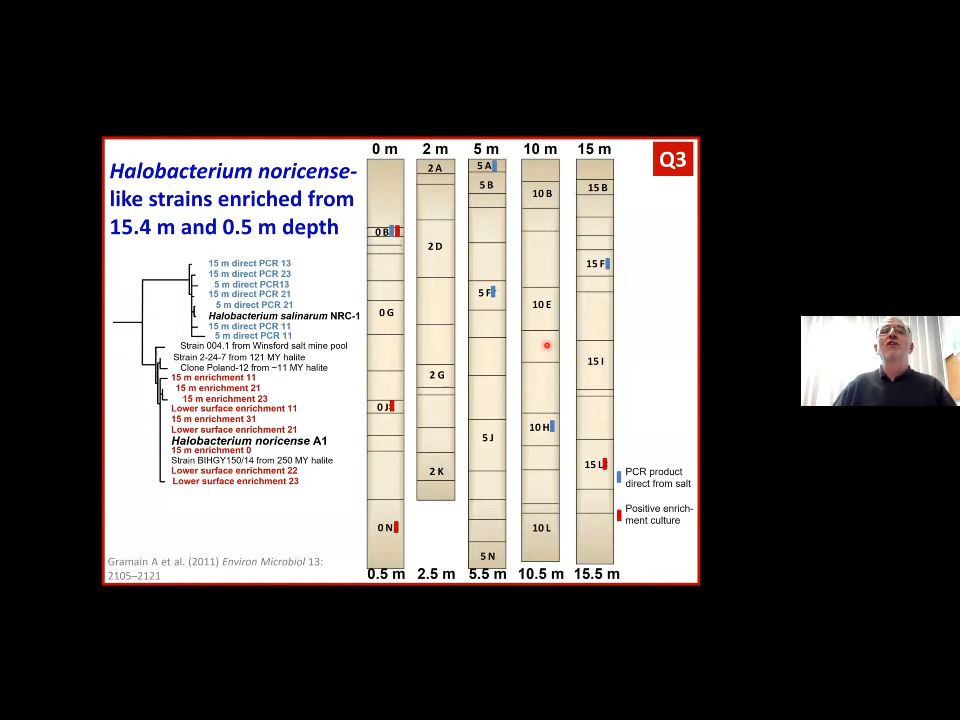 Halobacterium noricense-
like strains enriched from
15.4 m and 0.5 m depth
Q3
0 m 2 m 5 m 10 m 15 m
15 m direct PCR 13
15 m direct PCR 23
5 m direct PCR13
15 m direct PCR 21
5 m direct PCR 21
Halobacterium salinarum NRC-1
15 m direct PCR 11
5 m direct PCR 11
Strain 004.1 from Winsford salt mine pool
Strain 2-24-7 from 121 MY halite
Clone Poland-12 from ~11 MY halite
15 m enrichment 11
15 m enrichment 21
15 m enrichment 23
Lower surface enrichment 11
15 m enrichment 31
Lower surface enrichment 21
Halobacterium noricense A1
15 m enrichment 0
Strain BIHGY150/14 from 250 MY halite
Lower surface enrichment 22
Lower surface enrichment 23
0 B
0 G
0 J
0 N
2 A
2 D
2 G
2 K
5 A
5 B
5 F
5 J
5 N
10 B
10 E
10 H
10 L
15 B
15 F
15 I
15 L
PCR product
direct from salt
Positive enrich-
ment culture
0.5 m 2.5 m 5.5 m 10.5 m 15.5 m
Gramain A et al. (2011) Environ Microbiol 13:
2105–2121